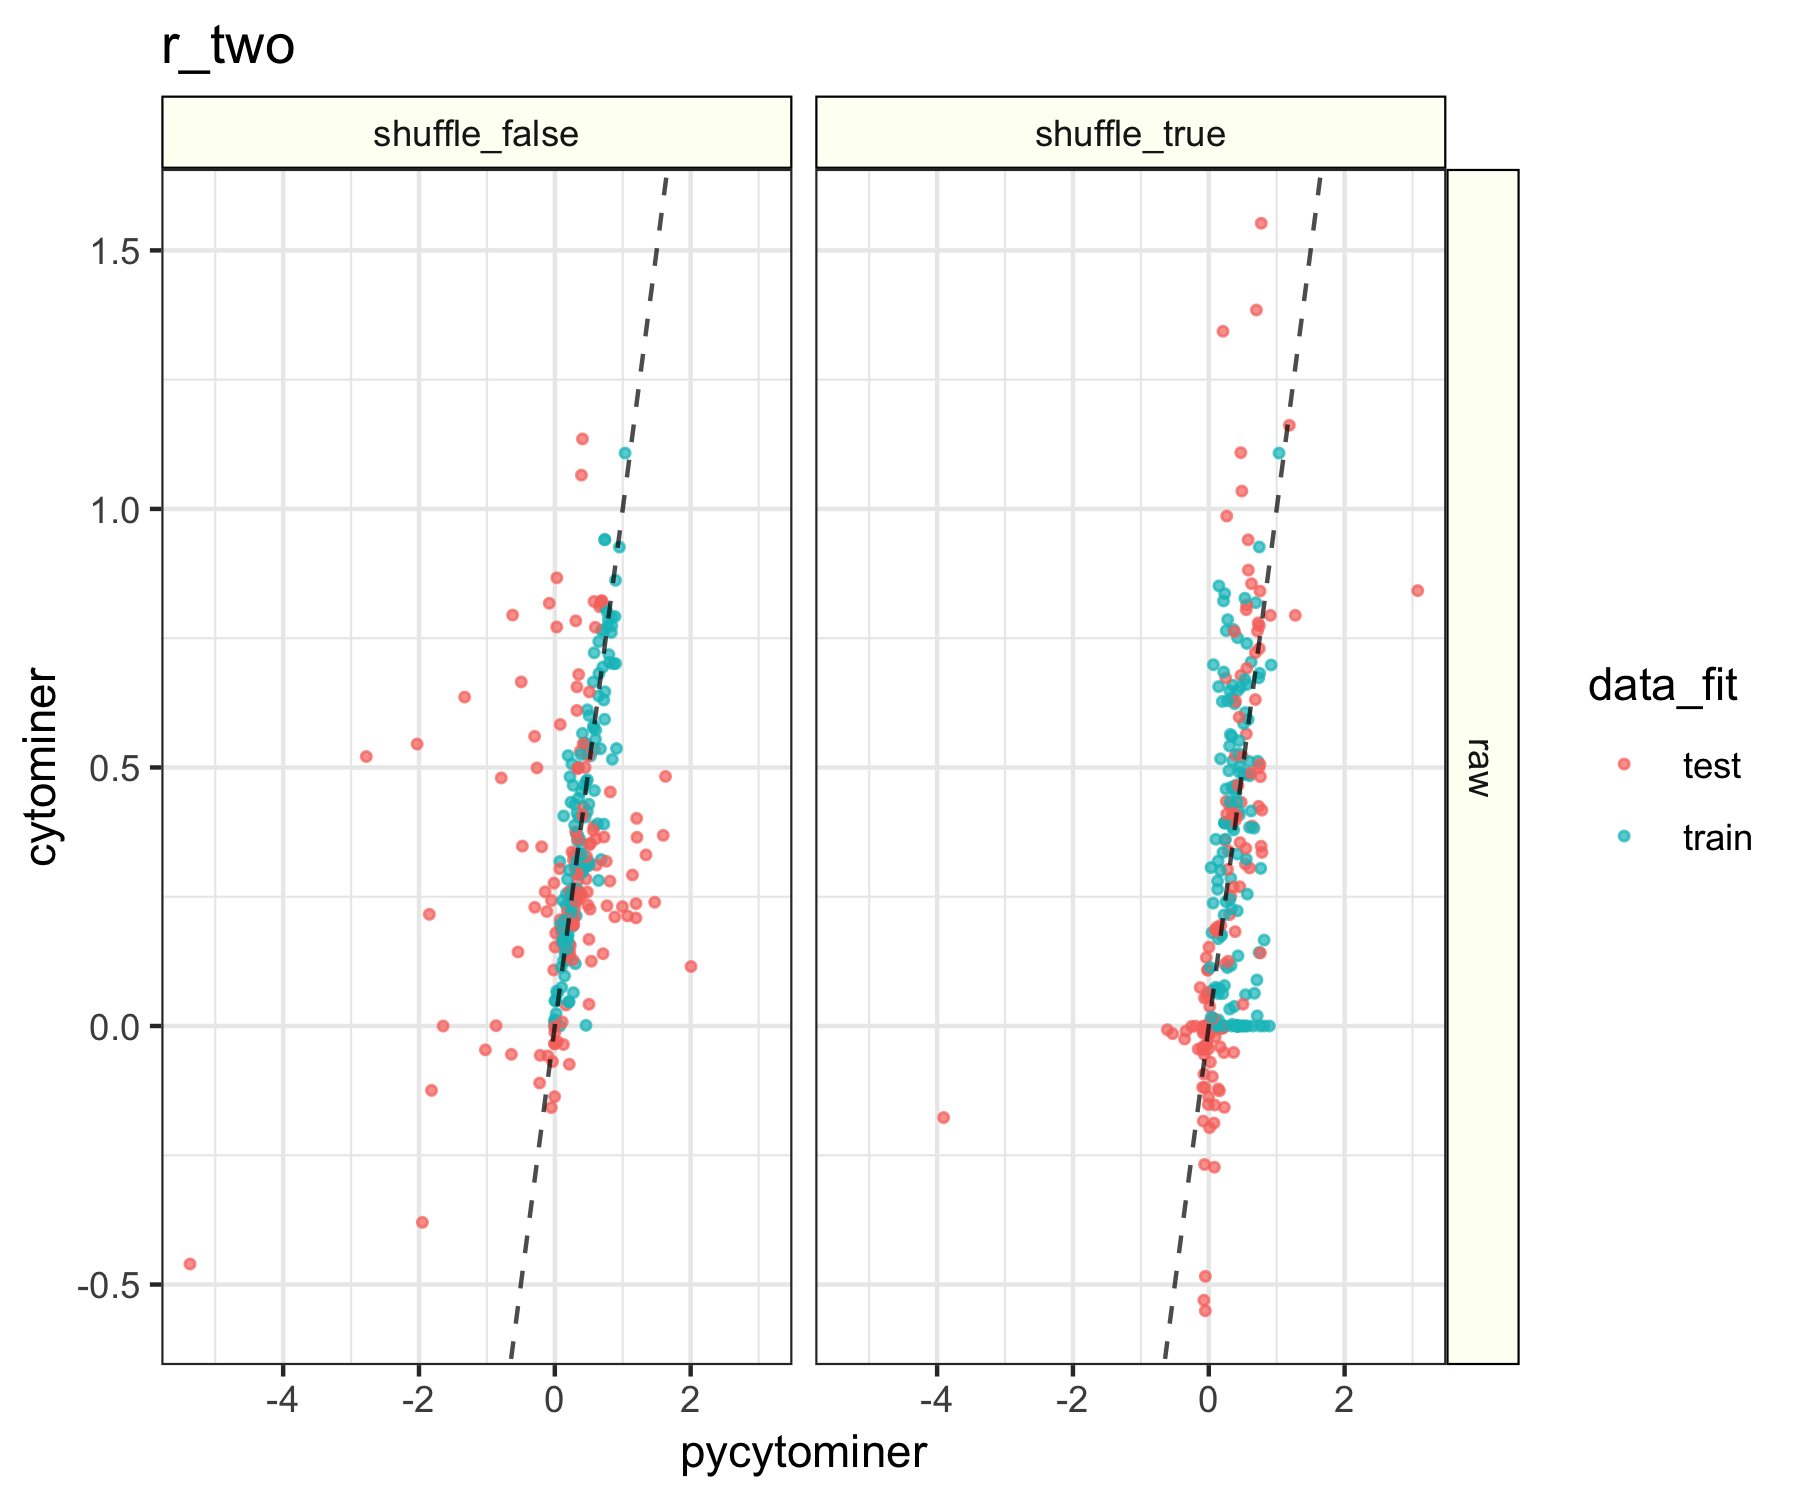 r_two
shuffle_false
shuffle_true
raw
1.5
1.0
0.5
0.0
-0.5
cytominer
-4
-2
0
2
-4
-2
0
2
pycytominer
data_fit
test
train